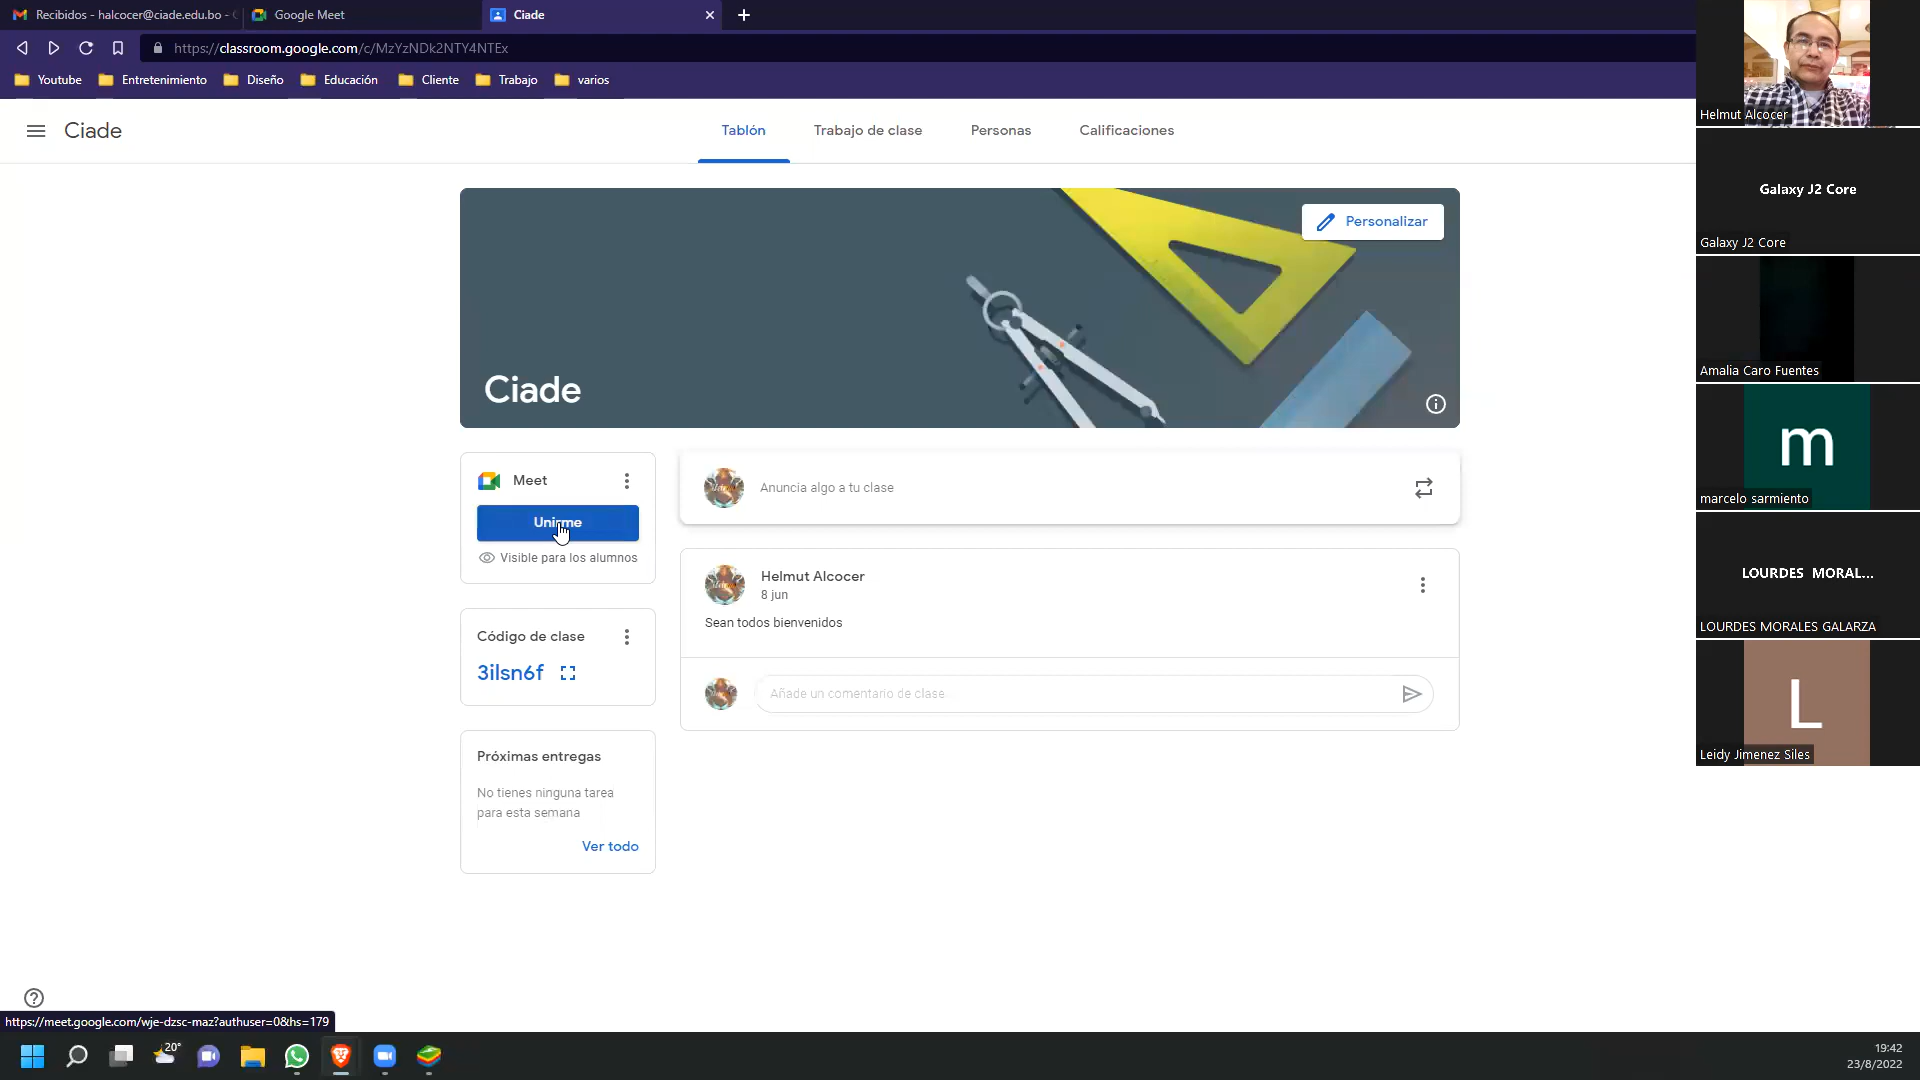 Recibidos - halcocer@ciade.edu.bo -
Google Meet
Ciade
https://classroom.google.com/c/MzYzNDk2NTY4NTEx
Youtube
Entretenimiento
Diseño
Educación
Cliente
Trabajo
varios
Ciade
Tablón
Trabajo de clase
Personas
Calificaciones
Personalizar
Ciade
Meet
Unirme
Visible para los alumnos
Anuncia algo a tu clase
Helmut Alcocer
8 jun
Sean todos bienvenidos
Código de clase
3ilsn6f
Añade un comentario de clase...
Próximas entregas
No tienes ninguna tarea
para esta semana
Ver todo
https://meet.google.com/wje-dzsc-maz?authuser=0&hs=179
20°
19:42
23/8/2022
Helmut Alcocer
Galaxy J2 Core
Galaxy J2 Core
Amalia Caro Fuentes
m
marcelo sarmiento
LOURDES MORAL...
LOURDES MORALES GALARZA
L
Leidy Jimenez Siles